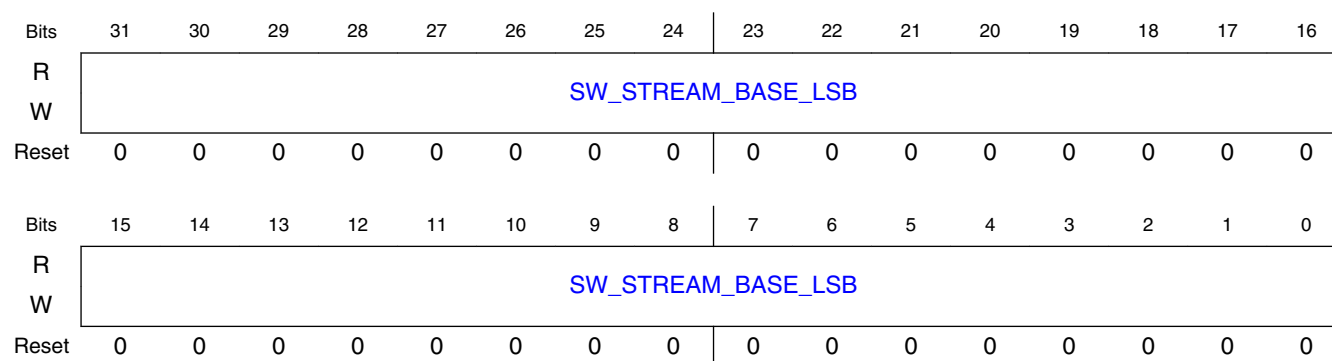 Bits 31 30 29 28 27 26 25 24 23 22 21 20 19 18 17 16
R
SW_STREAM_BASE_LSB
W
Reset 0 0 0 0 0 0 0 0 0 0 0 0 0 0 0 0
Bits 15 14 13 12 11 10 9 8 7 6 5 4 3 2 1 0
R
SW_STREAM_BASE_LSB
W
Reset 0 0 0 0 0 0 0 0 0 0 0 0 0 0 0 0